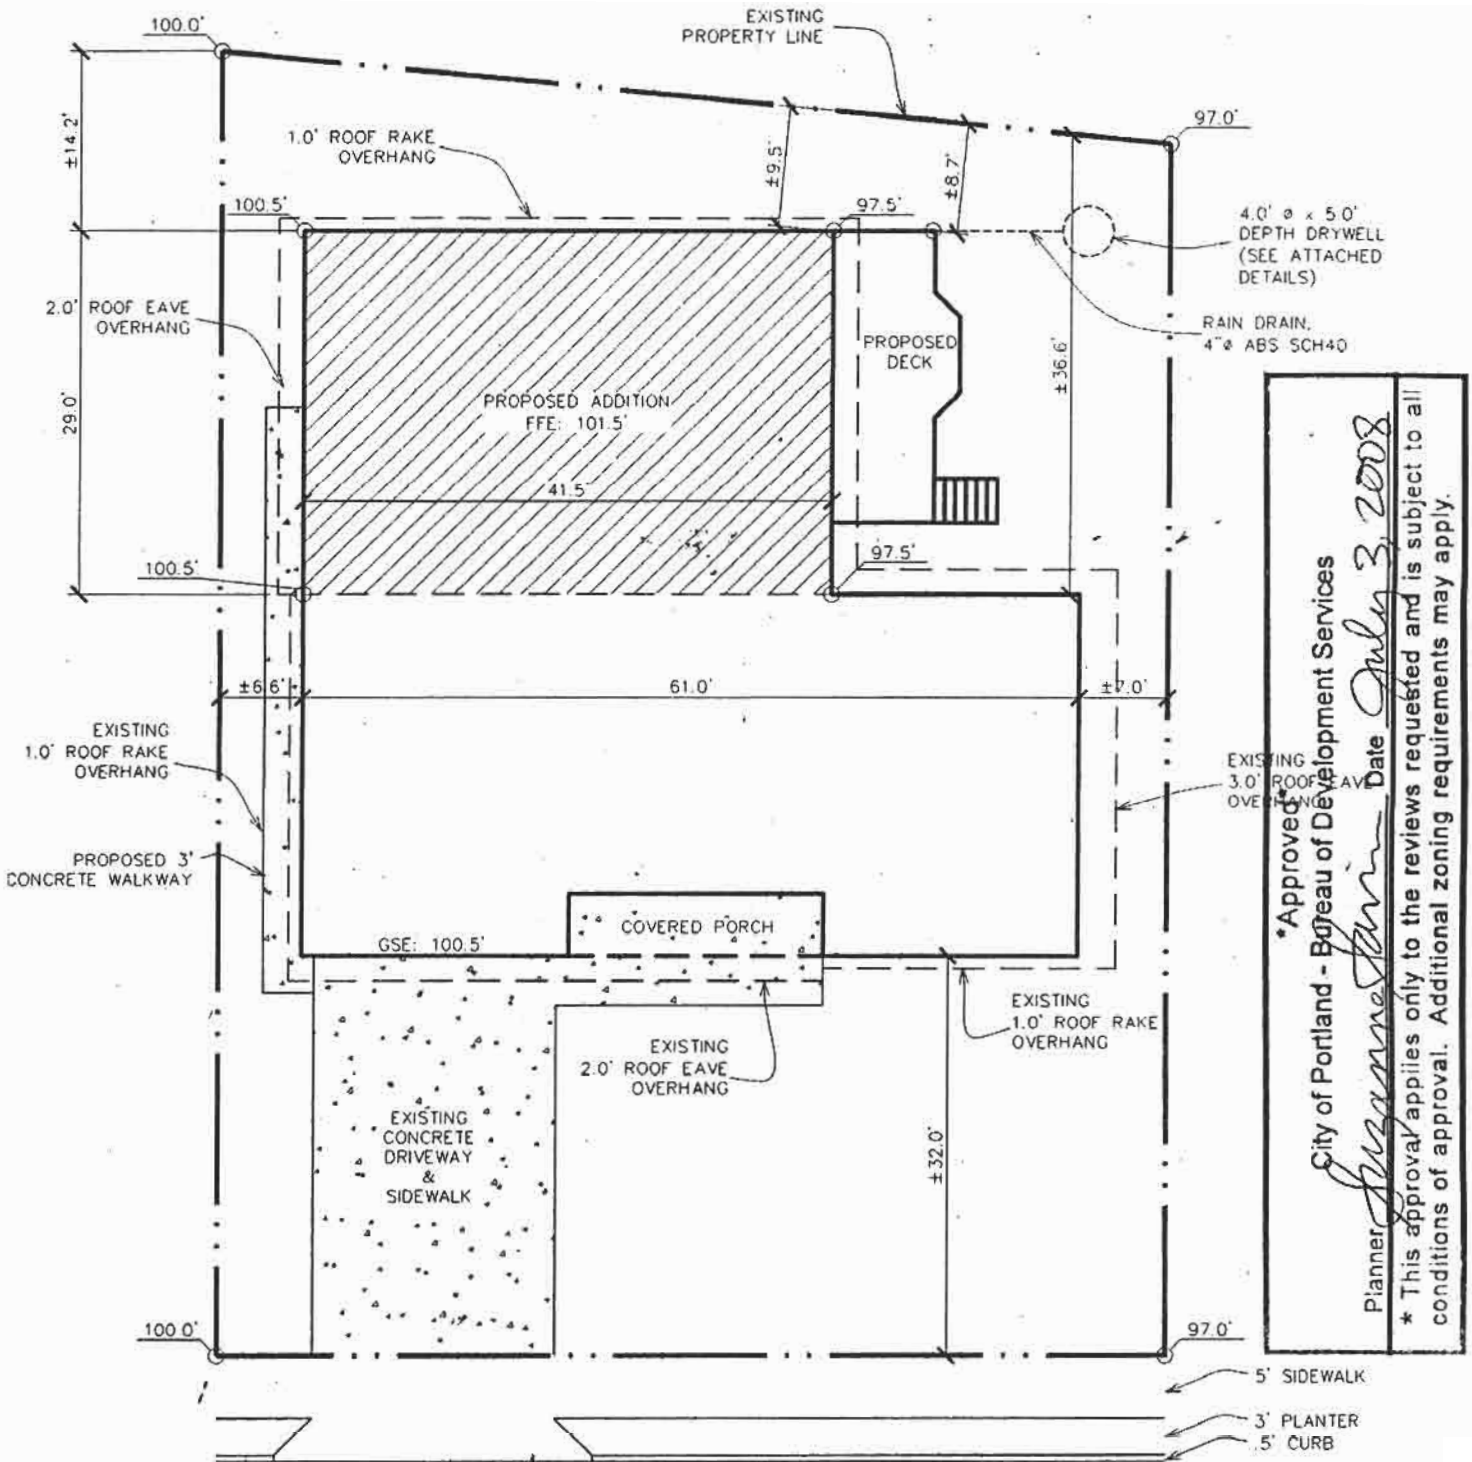 100.0'
EXISTING
PROPERTY LINE
97.0'
±14.2'
1.0' ROOF RAKE
OVERHANG
±9.5'
±8.7'
100.5'
97.5'
4.0' ø x 5.0'
DEPTH DRYWELL
(SEE ATTACHED
DETAILS)
2.0' ROOF EAVE
OVERHANG
RAIN DRAIN,
4"ø ABS SCH40
PROPOSED
DECK
±36.6'
29.0'
PROPOSED ADDITION
FFE: 101.5'
41.5'
100.5'
97.5'
±6.6'
61.0'
±7.0'
EXISTING
1.0' ROOF RAKE
OVERHANG
EXISTING
3.0' ROOF EAVE
OVERHANG
PROPOSED 3'
CONCRETE WALKWAY
COVERED PORCH
GSE: 100.5'
EXISTING
1.0' ROOF RAKE
OVERHANG
EXISTING
2.0' ROOF EAVE
OVERHANG
EXISTING
CONCRETE
DRIVEWAY
&
SIDEWALK
±32.0'
100.0'
97.0'
5' SIDEWALK
3' PLANTER
.5' CURB
*Approved*
City of Portland - Bureau of Development Services
Planner Date July 3, 2008
* This approval applies only to the reviews requested and is subject to all
conditions of approval. Additional zoning requirements may apply.